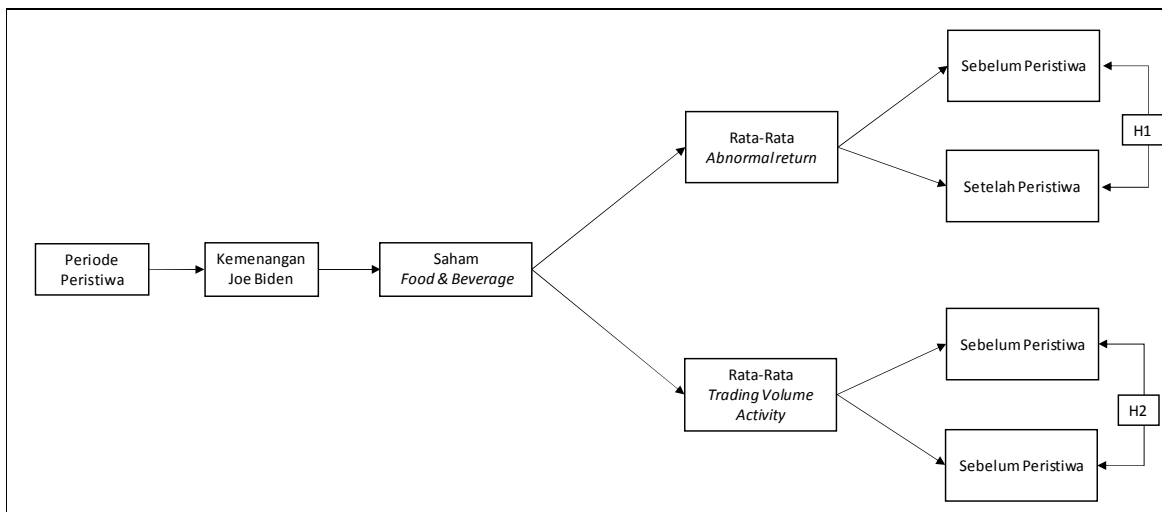 Periode
Peristiwa
Kemenangan
Joe Biden
Saham
Food & Beverage
Rata-Rata
Abnormal return
Sebelum Peristiwa
Setelah Peristiwa
H1
Rata-Rata
Trading Volume
Activity
Sebelum Peristiwa
Sebelum Peristiwa
H2